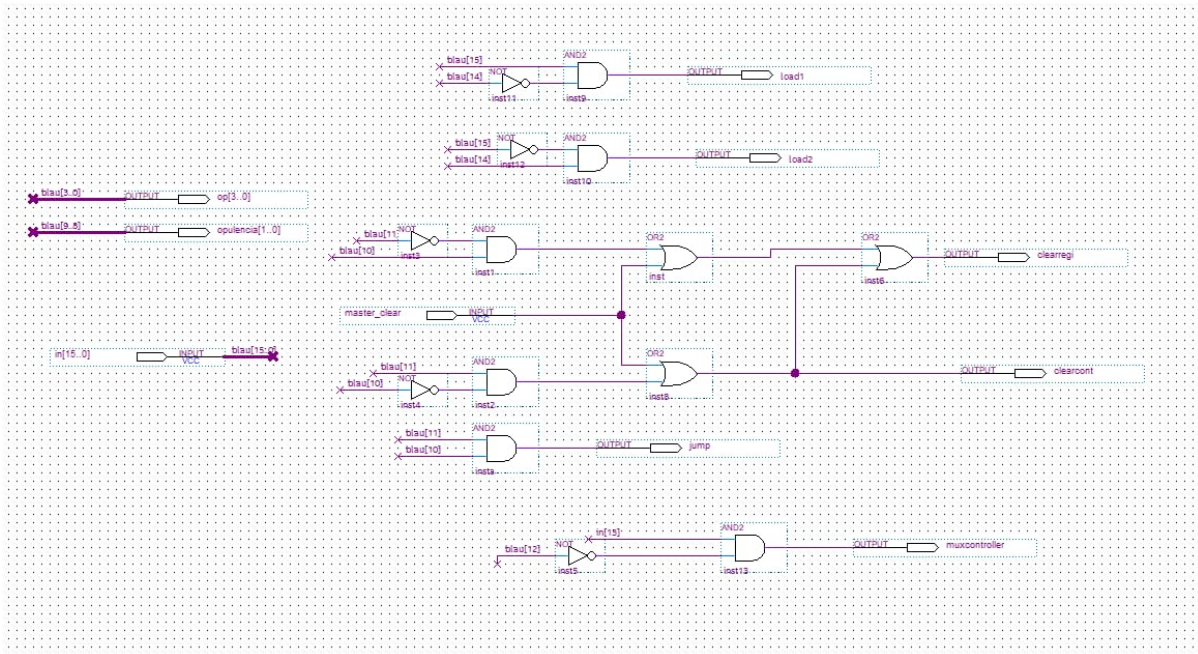 AND2
blau[15]
NOT
blau[14]
OUTPUT
load1
inst11
inst9
AND2
NOT
blau[15]
OUTPUT
blau[14]
load2
inst12
inst10
blau[3..0]
OUTPUT
op[3..0]
blau[9..8]
OUTPUT
opulencia[1..0]
NOT
AND2
blau[11
blau[10]
inst3
inst1
OR2
inst
OR2
OUTPUT
clearregi
inst6
master_clear
INPUT
VCC
in[15..0]
INPUT
VCC
blau[15..0]
AND2
blau[11]
NOT
blau[10]
inst4
inst2
OR2
OUTPUT
clearcont
AND2
blau[11]
blau[10]
OUTPUT
jump
AND2
NOT
blau[12]
OUTPUT
muxcontroller
inst5
inst13